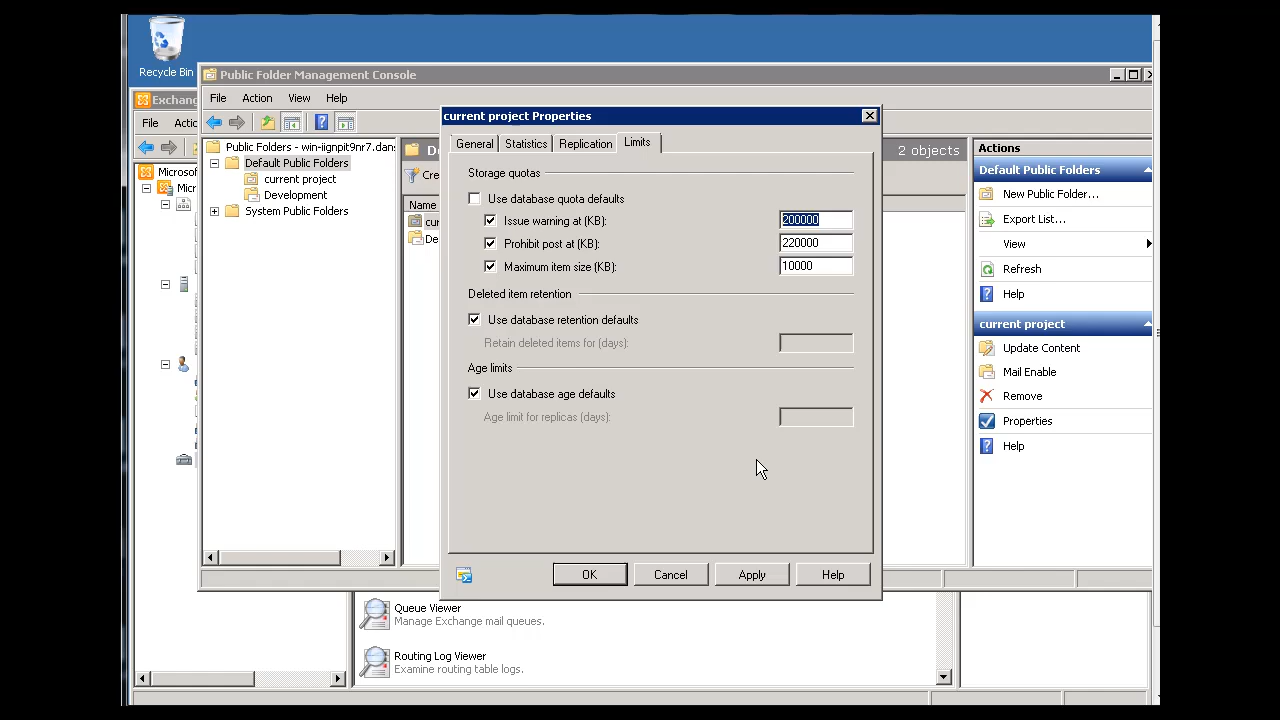 Recycle Bin
Exchang
File Actic
Microsof
Micr
Public Folder Management Console
File Action View Help
Public Folders - win-iignpit9nr7.dans
Default Public Folders
current project
Development
System Public Folders
2 objects
Name
current project Properties
General Statistics Replication Limits
Storage quotas
Use database quota defaults
Issue warning at (KB): 200000
Prohibit post at (KB): 220000
Maximum item size (KB): 10000
Deleted item retention
Use database retention defaults
Retain deleted items for (days):
Age limits
Use database age defaults
Age limit for replicas (days):
OK Cancel Apply Help
Actions
Default Public Folders
New Public Folder...
Export List...
View
Refresh
Help
current project
Update Content
Mail Enable
Remove
Properties
Help
Queue Viewer
Manage Exchange mail queues.
Routing Log Viewer
Examine routing table logs.